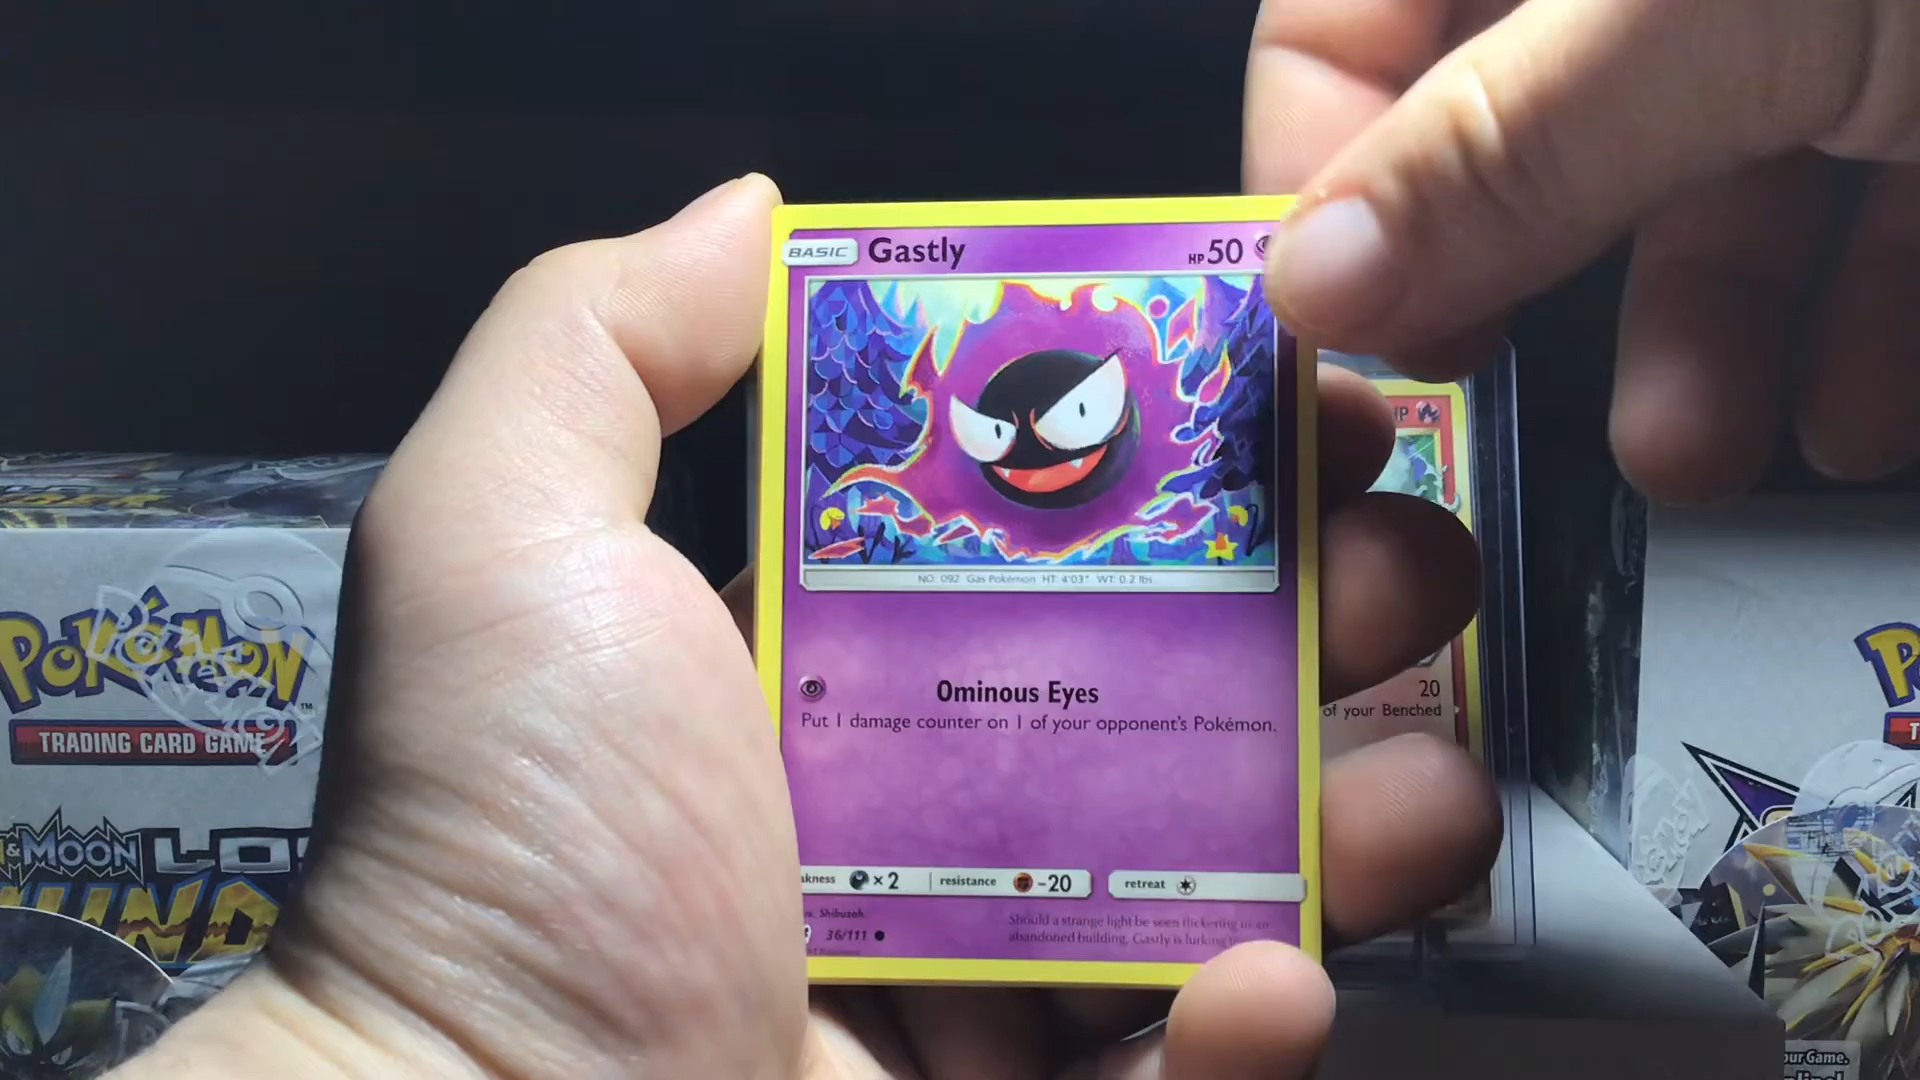 BASIC Gastly HP 50
NO. 092 Gas Pokémon HT: 4'03" WT: 0.2 lbs
Ominous Eyes
Put 1 damage counter on 1 of your opponent's Pokémon.
×2 resistance -20 retreat
Shibuzoh.
36/111
Should a strange light be seen flickering in an
abandoned building, Gastly is lurking
HP
20
of your Benched
POKÉMON
TRADING CARD GAME
& MOON
our Game.